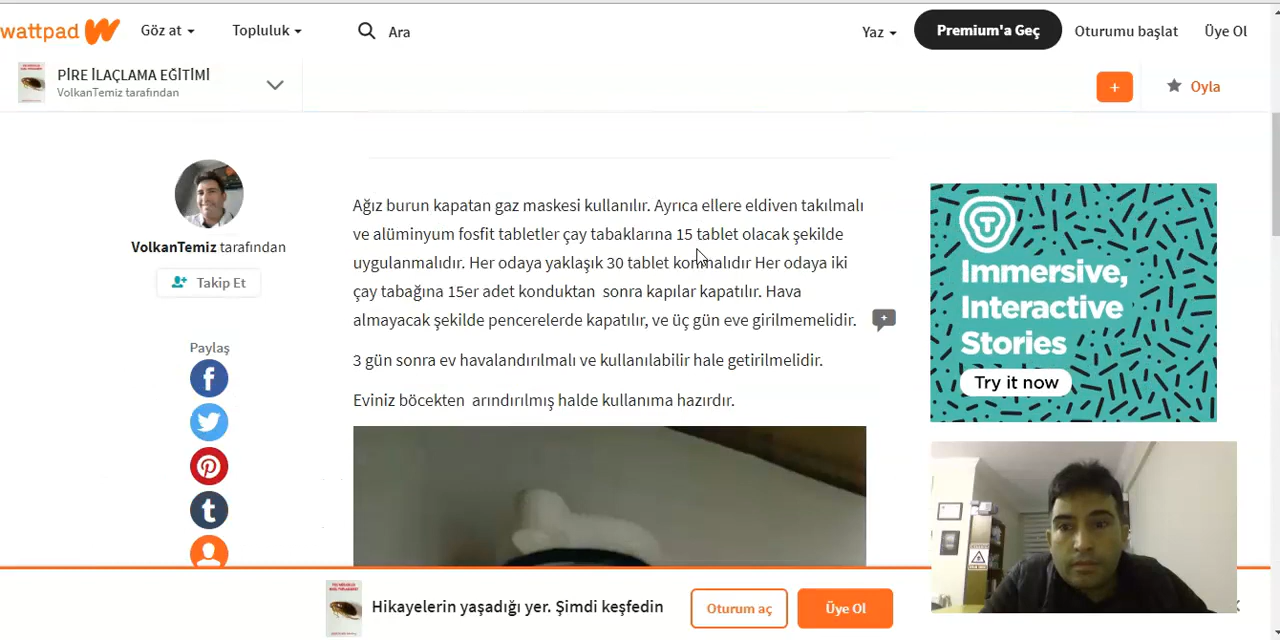 wattpad
Göz at
Topluluk
Ara
Yaz
Premium'a Geç
Oturumu başlat
Üye Ol
PİRE İLAÇLAMA EĞİTİMİ
VolkanTemiz tarafından
+
Oyla
VolkanTemiz tarafından
Takip Et
Paylaş
Ağız burun kapatan gaz maskesi kullanılır. Ayrıca ellere eldiven takılmalı
ve alüminyum fosfit tabletler çay tabaklarına 15 tablet olacak şekilde
uygulanmalıdır. Her odaya yaklaşık 30 tablet konmalıdır Her odaya iki
çay tabağına 15er adet konduktan sonra kapılar kapatılır. Hava
almayacak şekilde pencerelerde kapatılır, ve üç gün eve girilmemelidir.
3 gün sonra ev havalandırılmalı ve kullanılabilir hale getirilmelidir.
Eviniz böcekten arındırılmış halde kullanıma hazırdır.
Immersive,
Interactive
Stories
Try it now
Hikayelerin yaşadığı yer. Şimdi keşfedin
Oturum aç
Üye Ol